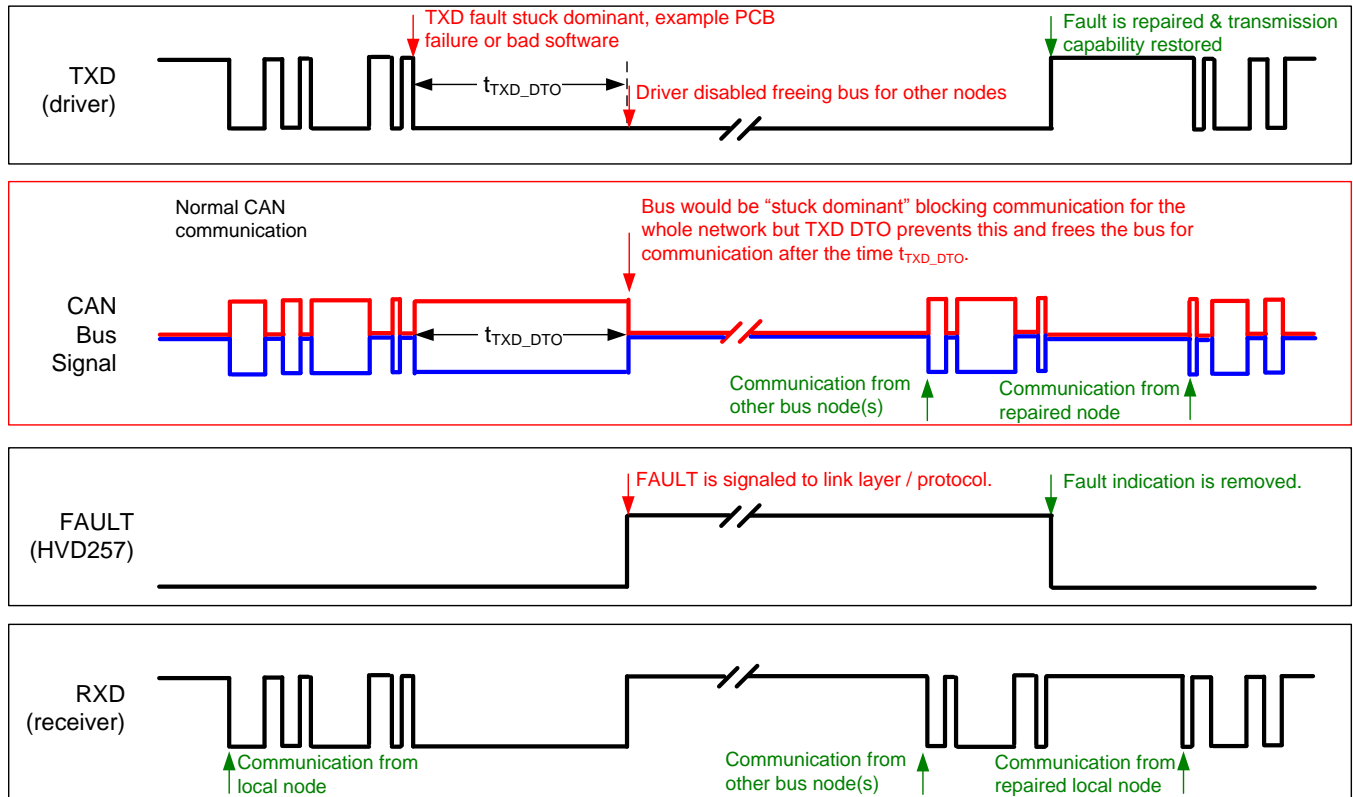 TXD fault stuck dominant, example PCB
failure or bad software
Fault is repaired & transmission
capability restored
TXD
(driver)
tTXD_DTO
Driver disabled freeing bus for other nodes
Normal CAN
communication
Bus would be “stuck dominant” blocking communication for the
whole network but TXD DTO prevents this and frees the bus for
communication after the time tTXD_DTO.
CAN
Bus
Signal
tTXD_DTO
Communication from
other bus node(s)
Communication from
repaired node
FAULT is signaled to link layer / protocol.
Fault indication is removed.
FAULT
(HVD257)
RXD
(receiver)
Communication from
local node
Communication from
other bus node(s)
Communication from
repaired local node